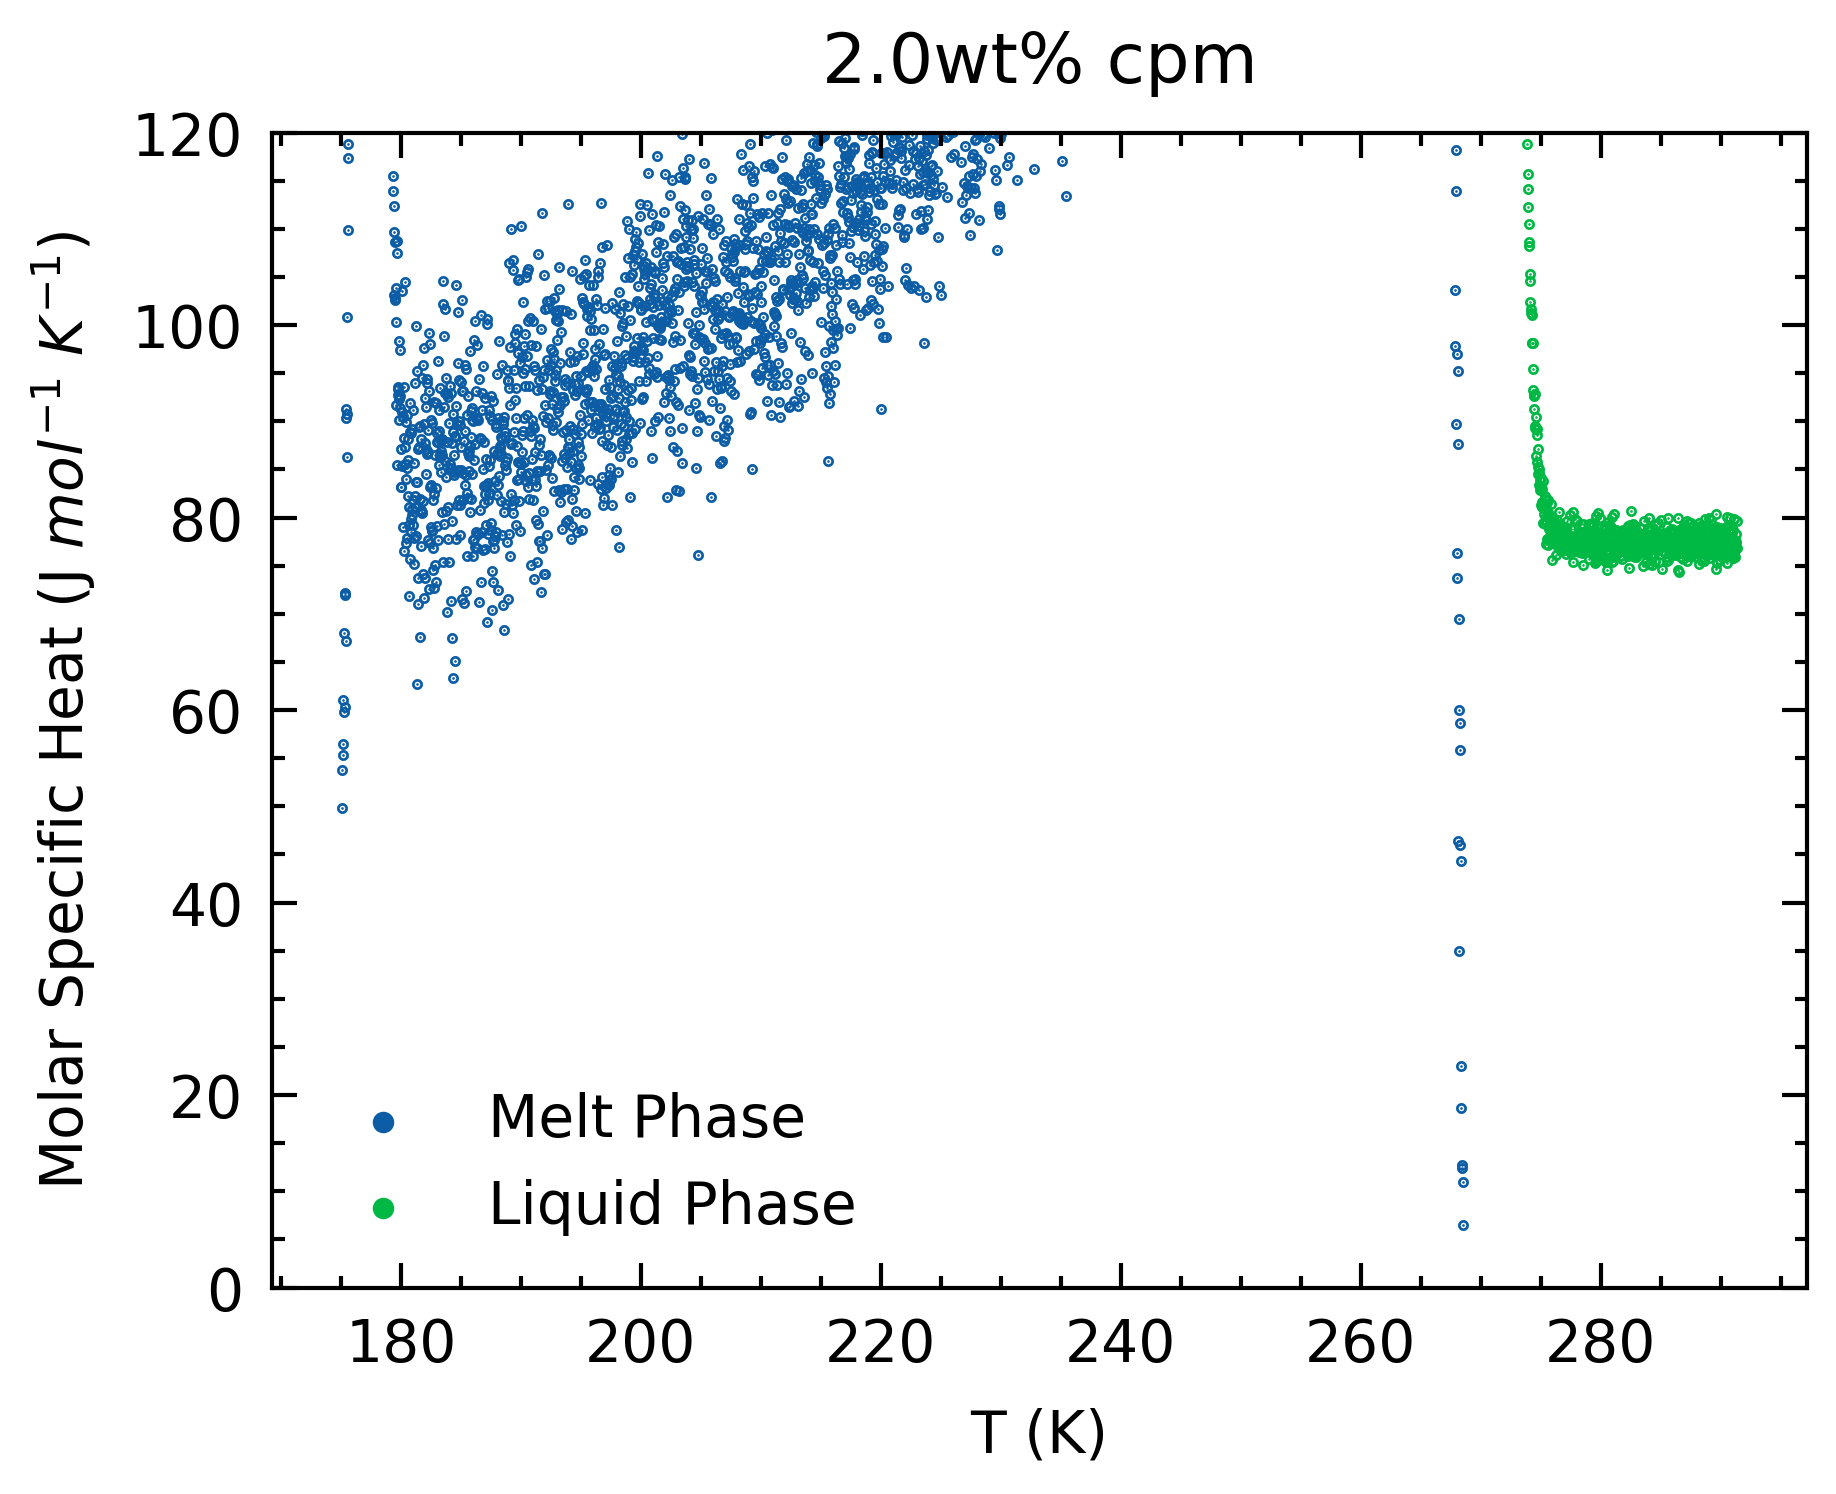 2.0wt% cpm
Molar Specific Heat (J mol⁻¹ K⁻¹)
120
100
80
60
40
20
0
Melt Phase
Liquid Phase
180 200 220 240 260 280
T (K)